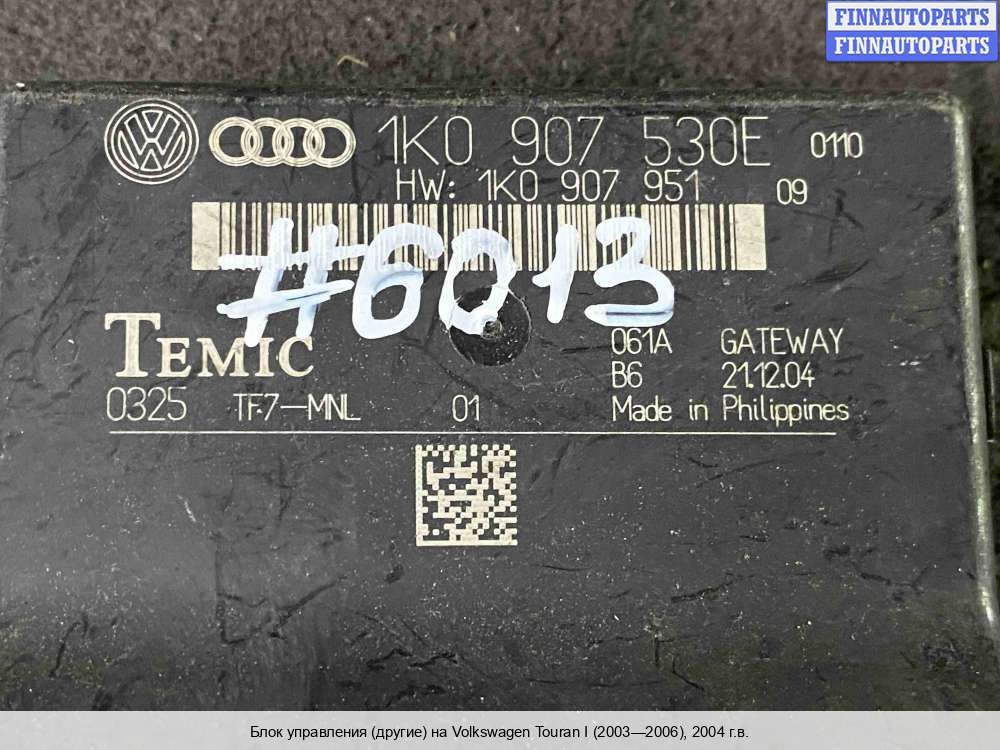 FINNAUTOPARTS
FINNAUTOPARTS
1K0 907 530E 0110
HW: 1K0 907 951 09
#6013
TEMIC
061A GATEWAY
B6 21.12.04
0325 TF7-MNL 01 Made in Philippines
Блок управления (другие) на Volkswagen Touran I (2003—2006), 2004 г.в.